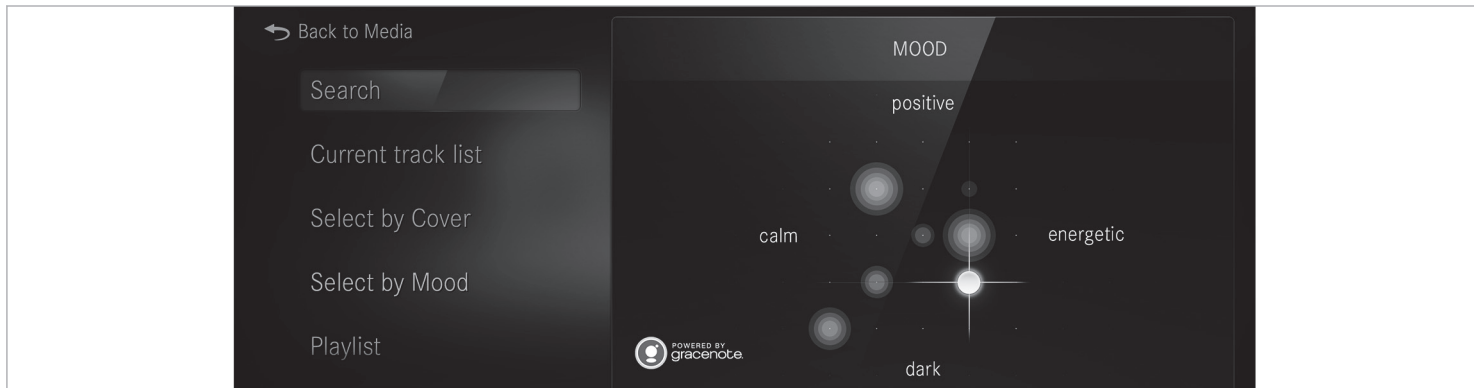 Back to Media
Search
Current track list
Select by Cover
Select by Mood
Playlist
MOOD
positive
calm
energetic
dark
POWERED BY
gracenote.